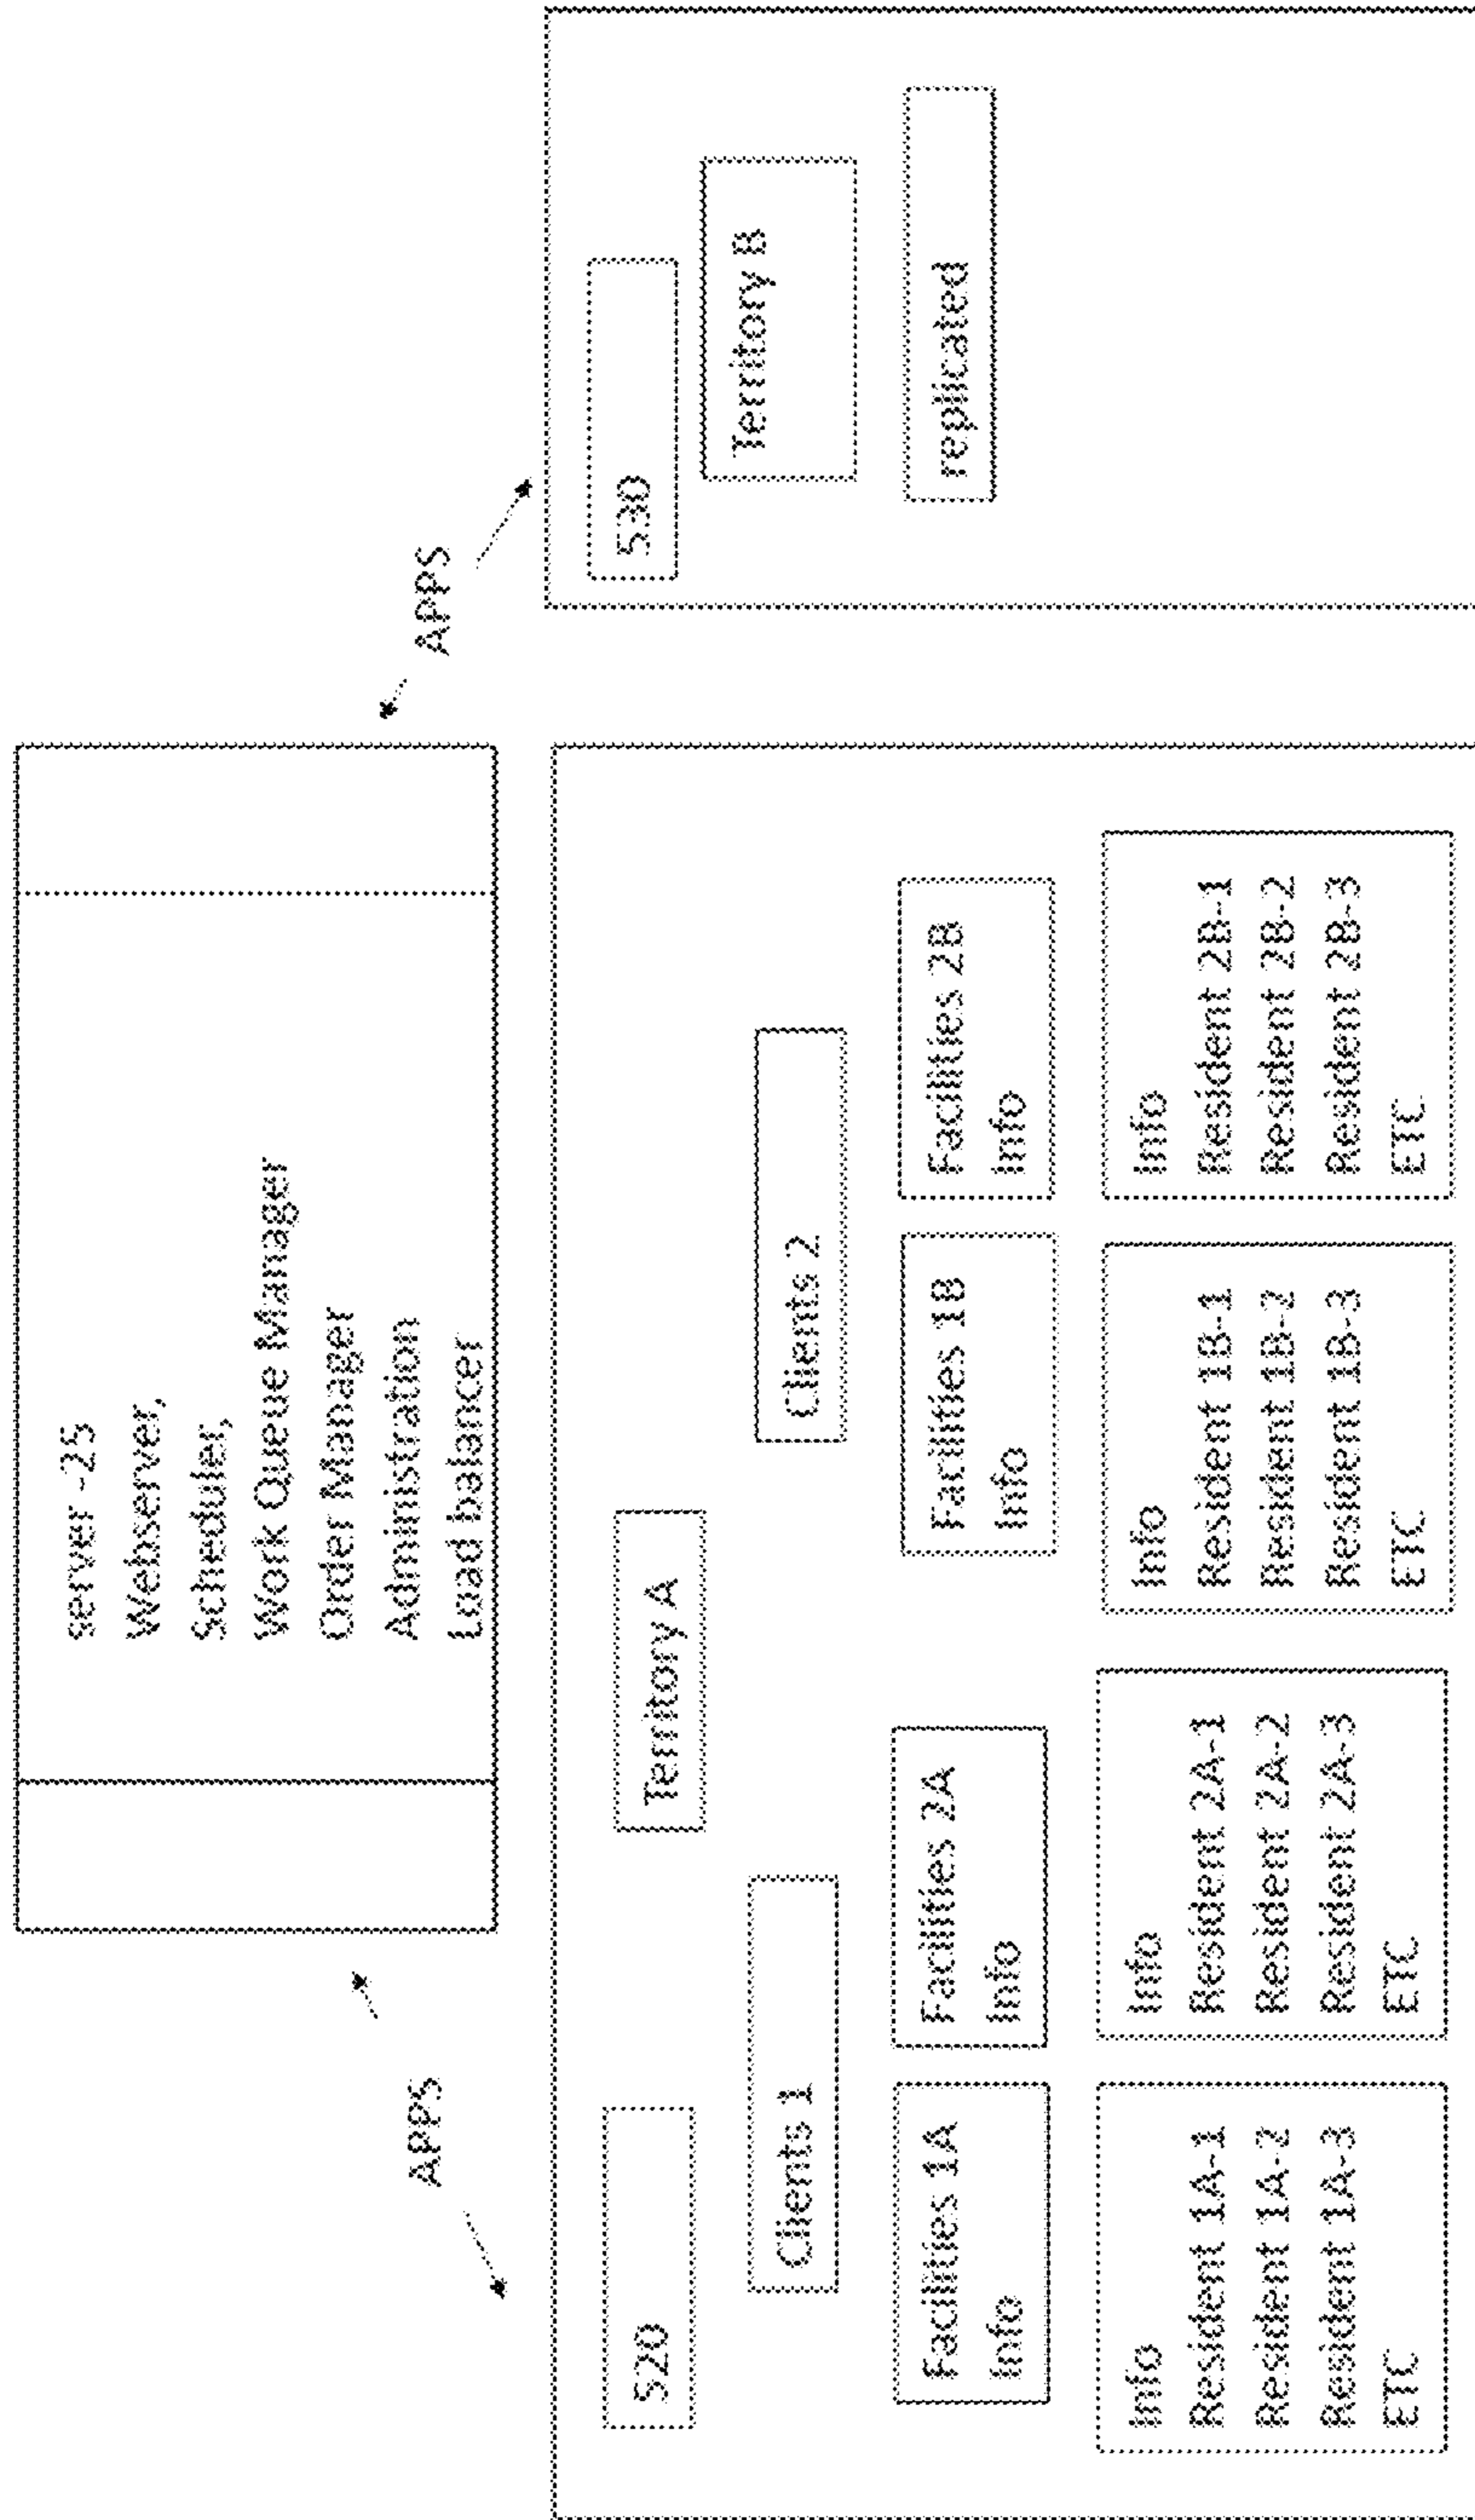 server -25
Webserver,
Scheduler,
Work Queue Manager
Order Manager
Administration
Load balancer
APPS
APPS
520
Territory A
Clients 1
Clients 2
Facilities 1A
Info
Facilities 2A
Info
Facilities 1B
Info
Facilities 2B
Info
Info
Resident 1A-1
Resident 1A-2
Resident 1A-3
ETC
Info
Resident 2A-1
Resident 2A-2
Resident 2A-3
ETC
Info
Resident 1B-1
Resident 1B-2
Resident 1B-3
ETC
Info
Resident 2B-1
Resident 2B-2
Resident 2B-3
ETC
530
Territory B
replicated